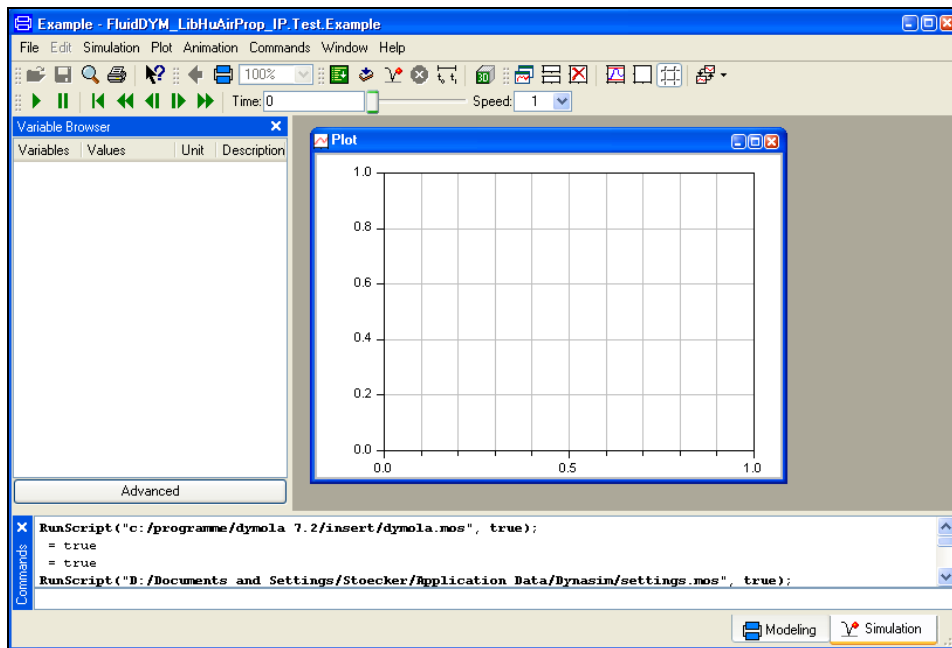 Example - FluidDYM_LibHuAirProp_IP.Test.Example
File Edit Simulation Plot Animation Commands Window Help
100%
3D
Time: 0 Speed: 1
Variable Browser
Variables Values Unit Description
Advanced
Plot
1.0
0.8
0.6
0.4
0.2
0.0
0.0 0.5 1.0
Commands
RunScript("c:/programme/dymola 7.2/insert/dymola.mos", true);
= true
= true
RunScript("D:/Documents and Settings/Stoecker/Application Data/Dynasim/settings.mos", true);
Modeling Simulation